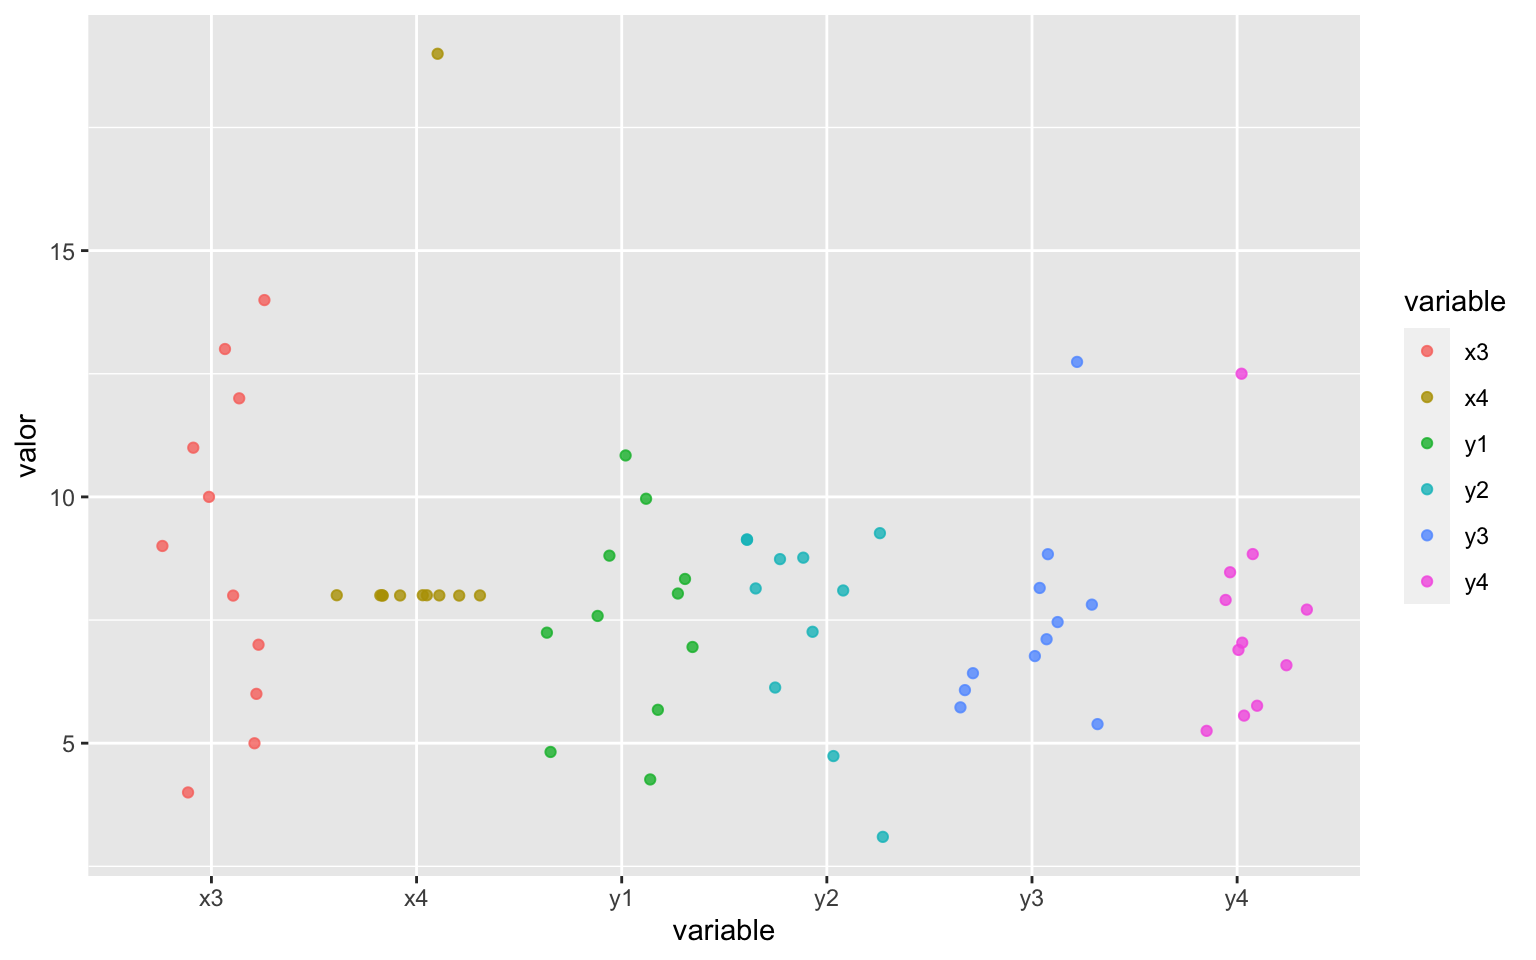 valor
15
10
5
x3 x4 y1 y2 y3 y4
variable
variable
x3
x4
y1
y2
y3
y4